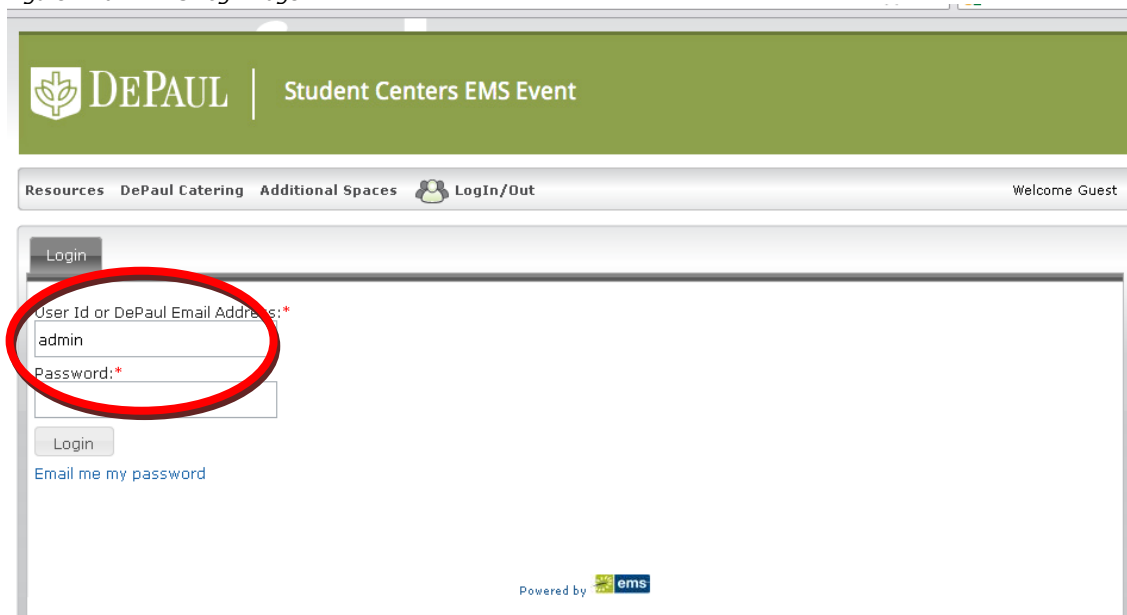 DEPAUL | Student Centers EMS Event
Resources DePaul Catering Additional Spaces LogIn/Out Welcome Guest
Login
User Id or DePaul Email Address:*
admin
Password:*
Login
Email me my password
Powered by ems